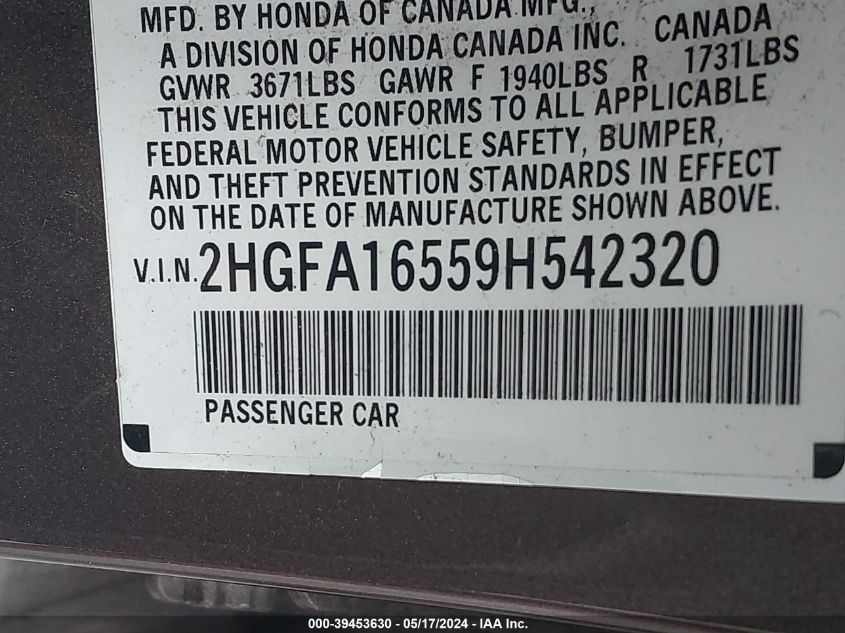 MFD. BY HONDA OF CANADA MFG.,
A DIVISION OF HONDA CANADA INC. CANADA
GVWR 3671LBS GAWR F 1940LBS R 1731LBS
THIS VEHICLE CONFORMS TO ALL APPLICABLE
FEDERAL MOTOR VEHICLE SAFETY, BUMPER,
AND THEFT PREVENTION STANDARDS IN EFFECT
ON THE DATE OF MANUFACTURE SHOWN ABOVE.
V.I.N. 2HGFA16559H542320
PASSENGER CAR
000-39453630 - 05/17/2024 - IAA Inc.